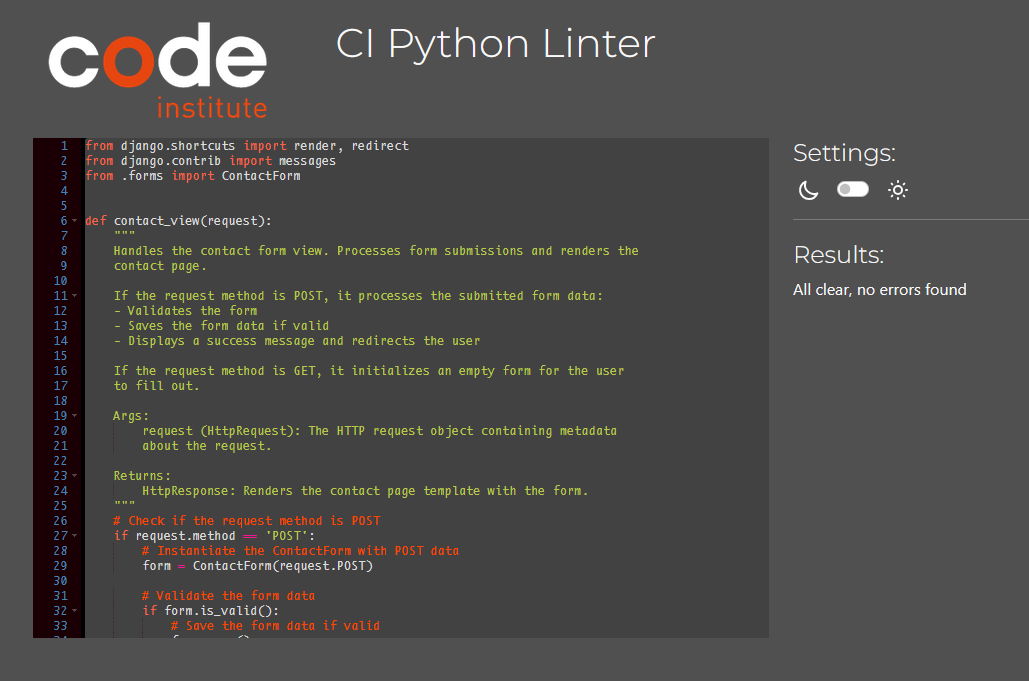 code
institute
CI Python Linter
1 from django.shortcuts import render, redirect
2 from django.contrib import messages
3 from .forms import ContactForm
4
5
6 def contact_view(request):
7 """
8 Handles the contact form view. Processes form submissions and renders the
9 contact page.
10
11 If the request method is POST, it processes the submitted form data:
12 - Validates the form
13 - Saves the form data if valid
14 - Displays a success message and redirects the user
15
16 If the request method is GET, it initializes an empty form for the user
17 to fill out.
18
19 Args:
20 request (HttpRequest): The HTTP request object containing metadata
21 about the request.
22
23 Returns:
24 HttpResponse: Renders the contact page template with the form.
25 """
26 # Check if the request method is POST
27 if request.method == 'POST':
28 # Instantiate the ContactForm with POST data
29 form = ContactForm(request.POST)
30
31 # Validate the form data
32 if form.is_valid():
33 # Save the form data if valid
Settings:
Results:
All clear, no errors found